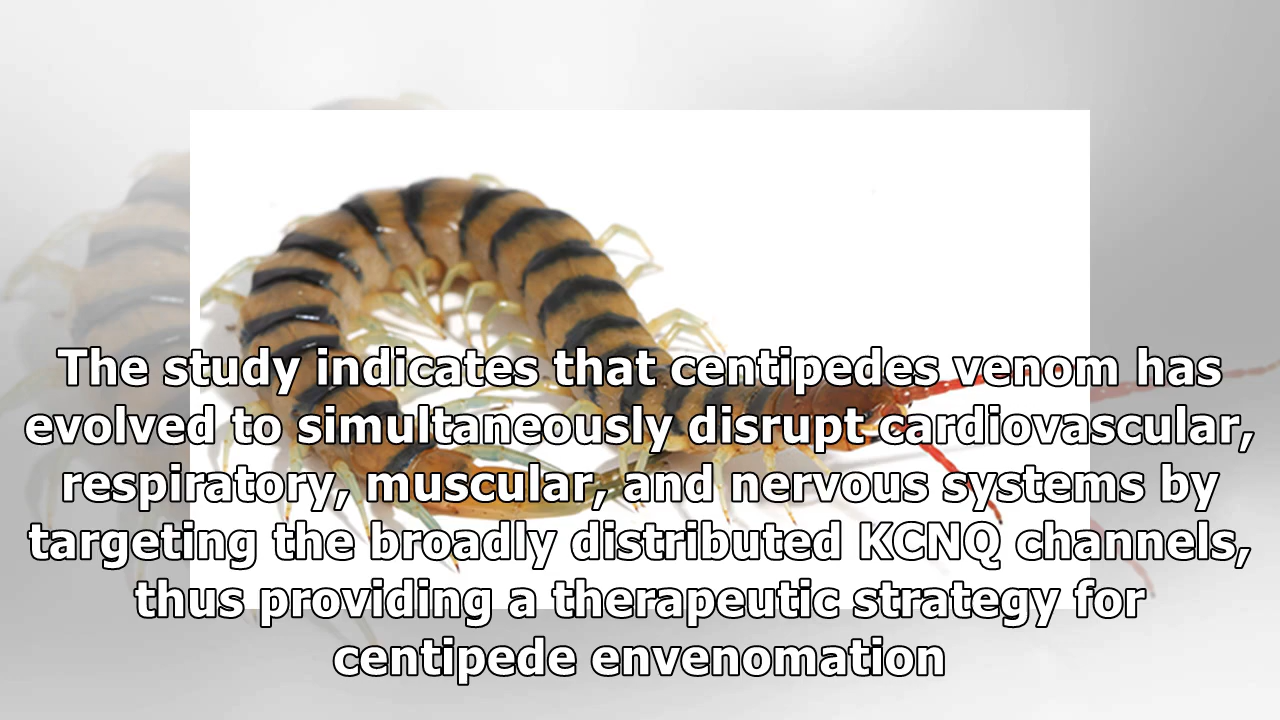 The study indicates that centipedes venom has
evolved to simultaneously disrupt cardiovascular,
respiratory, muscular, and nervous systems by
targeting the broadly distributed KCNQ channels,
thus providing a therapeutic strategy for
centipede envenomation